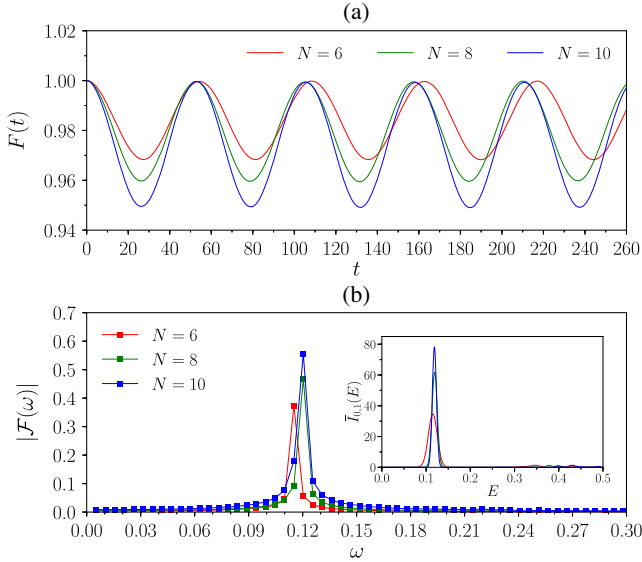 (a)
1.02
1.00
0.98
0.96
0.94
F(t)
N = 6
N = 8
N = 10
0 20 40 60 80 100 120 140 160 180 200 220 240 260
t
(b)
0.7
0.6
0.5
0.4
0.3
0.2
0.1
0.0
|ℱ(ω)|
N = 6
N = 8
N = 10
80
60
40
20
0
Ī₀,₁(E)
0.0 0.1 0.2 0.3 0.4 0.5
E
0.00 0.03 0.06 0.09 0.12 0.15 0.18 0.21 0.24 0.27 0.30
ω